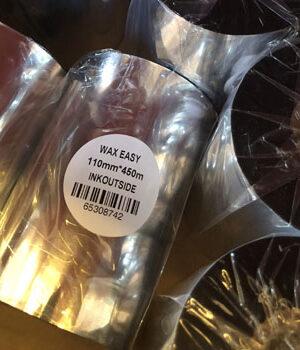 WAX EASY
110mm*450m
INKOUTSIDE
65308742